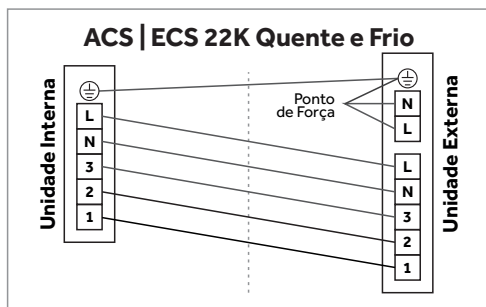 ACS | ECS 22K Quente e Frio
Unidade Interna
L
N
3
2
1
Ponto
de Força
N
L
L
N
3
2
1
Unidade Externa